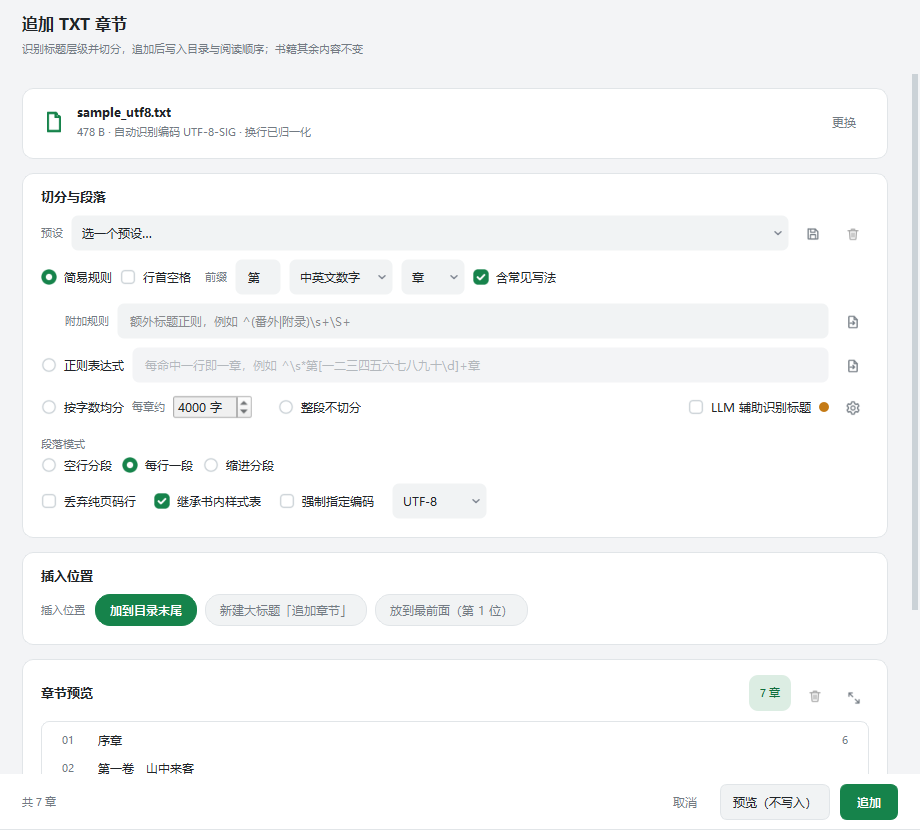 追加 TXT 章节
识别标题层级并切分，追加后写入目录与阅读顺序；书籍其余内容不变
sample_utf8.txt
478 B · 自动识别编码 UTF-8-SIG · 换行已归一化
更换
切分与段落
预设 选一个预设...
简易规则 行首空格 前缀 第 中英文数字 章 含常见写法
附加规则 额外标题正则，例如 ^(番外|附录)\s+\S+
正则表达式 每命中一行即一章，例如 ^\s*第[一二三四五六七八九十\d]+章
按字数均分 每章约 4000 字 整段不切分 LLM 辅助识别标题
段落模式
空行分段 每行一段 缩进分段
丢弃纯页码行 继承书内样式表 强制指定编码 UTF-8
插入位置
插入位置 加到目录末尾 新建大标题「追加章节」 放到最前面（第 1 位）
章节预览 7 章
01 序章 6
02 第一卷　山中来客
共 7 章 取消 预览（不写入） 追加